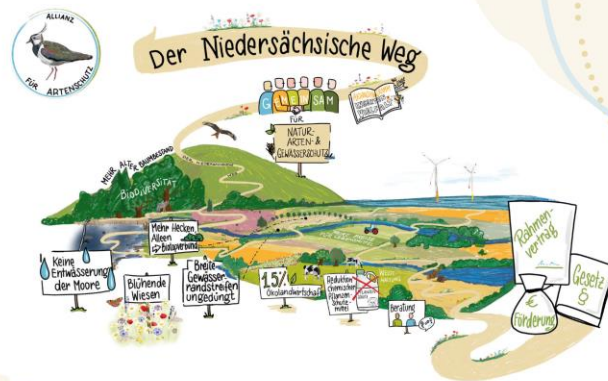 ALLIANZ
FÜR ARTENSCHUTZ
Der Niedersächsische Weg
GEMEINSAM
FÜR
NATUR-
ARTEN- &
GEWÄSSERSCHUTZ
MEHR ALTER BAUMBESTAND
BIODIVERSITÄT
Mehr Hecken,
Alleen
Biotopverbund
Keine
Entwässerung
der Moore
Blühende
Wiesen
Breite
Gewässer
randstreifen
ungedüngt
15%
Ökolandwirtschaft
Reduktion
chemischer
Pflanzen
Schutz-
mittel
Beratung
Rahmen-
vertrag
Gesetz
§
€
Förderung